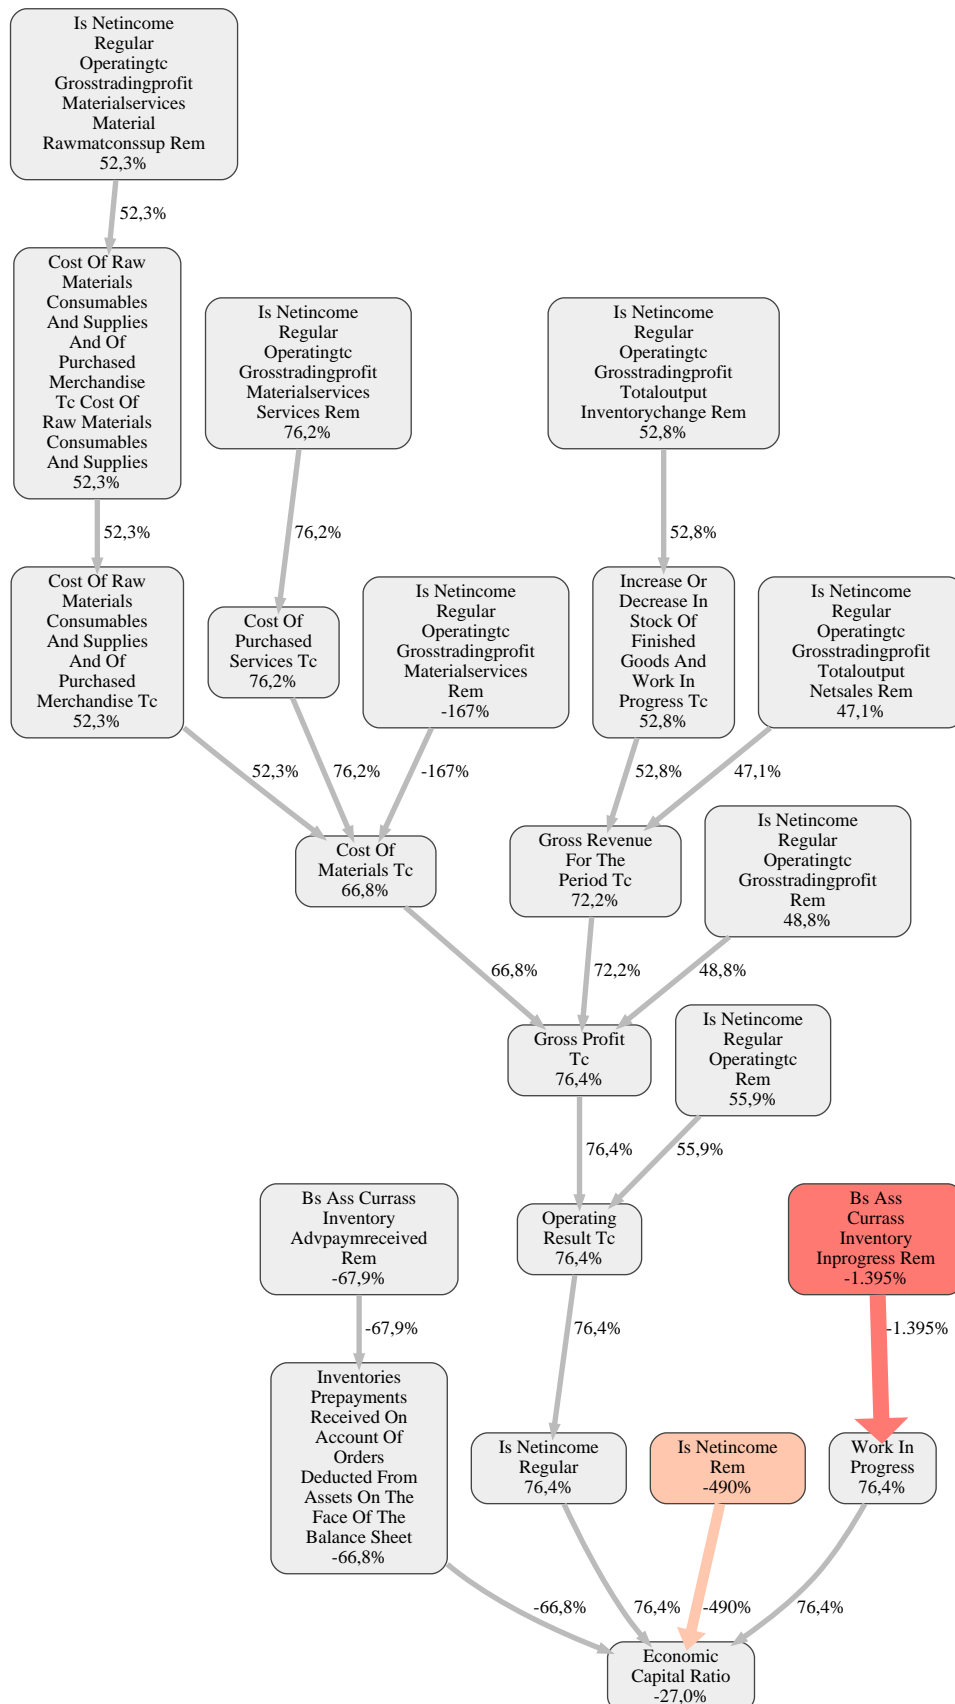 Is Netincome
Regular
Operatingtc
Grosstradingprofit
Materialservices
Material
Rawmatconssup Rem
52,3%
52,3%
Cost Of Raw
Materials
Consumables
And Supplies
And Of
Purchased
Merchandise
Tc Cost Of
Raw Materials
Consumables
And Supplies
52,3%
Is Netincome
Regular
Operatingtc
Grosstradingprofit
Materialservices
Services Rem
76,2%
Is Netincome
Regular
Operatingtc
Grosstradingprofit
Totaloutput
Inventorychange Rem
52,8%
52,3%
76,2%
52,8%
Cost Of Raw
Materials
Consumables
And Supplies
And Of
Purchased
Merchandise Tc
52,3%
Cost Of
Purchased
Services Tc
76,2%
Is Netincome
Regular
Operatingtc
Grosstradingprofit
Materialservices
Rem
-167%
Increase Or
Decrease In
Stock Of
Finished
Goods And
Work In
Progress Tc
52,8%
Is Netincome
Regular
Operatingtc
Grosstradingprofit
Totaloutput
Netsales Rem
47,1%
52,3%
76,2%
-167%
52,8%
47,1%
Cost Of
Materials Tc
66,8%
Gross Revenue
For The
Period Tc
72,2%
Is Netincome
Regular
Operatingtc
Grosstradingprofit
Rem
48,8%
66,8%
72,2%
48,8%
Gross Profit
Tc
76,4%
Is Netincome
Regular
Operatingtc
Rem
55,9%
76,4%
55,9%
Bs Ass Currass
Inventory
Advpaymreceived
Rem
-67,9%
Operating
Result Tc
76,4%
Bs Ass
Currass
Inventory
Inprogress Rem
-1.395%
-67,9%
76,4%
-1.395%
Inventories
Prepayments
Received On
Account Of
Orders
Deducted From
Assets On The
Face Of The
Balance Sheet
-66,8%
Is Netincome
Regular
76,4%
Is Netincome
Rem
-490%
Work In
Progress
76,4%
-66,8%
76,4%
-490%
76,4%
Economic
Capital Ratio
-27,0%